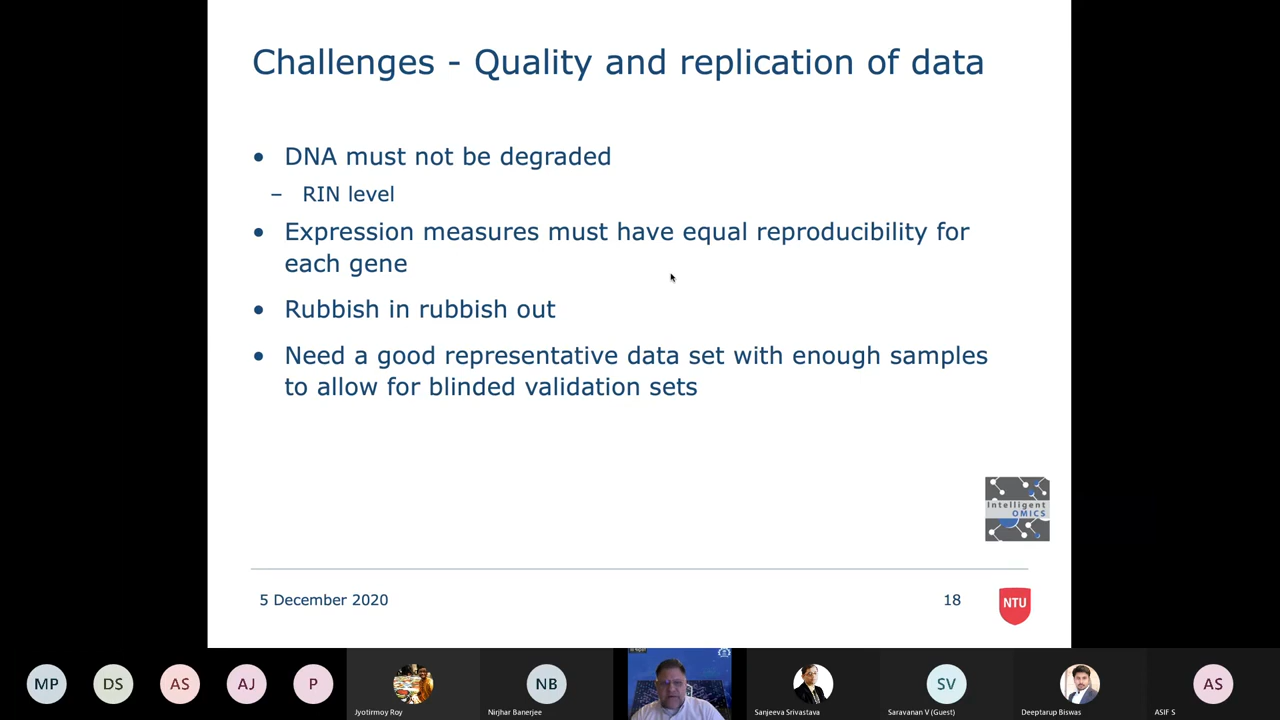 Challenges - Quality and replication of data
• DNA must not be degraded
– RIN level
• Expression measures must have equal reproducibility for
each gene
• Rubbish in rubbish out
• Need a good representative data set with enough samples
to allow for blinded validation sets
Intelligent
OMICS
5 December 2020
18
NTU
MP
DS
AS
AJ
P
Jyotirmoy Roy
NB
Nirjhar Banerjee
Sanjeeva Srivastava
SV
Saravanan V (Guest)
Deeptarup Biswas
AS
ASIF S